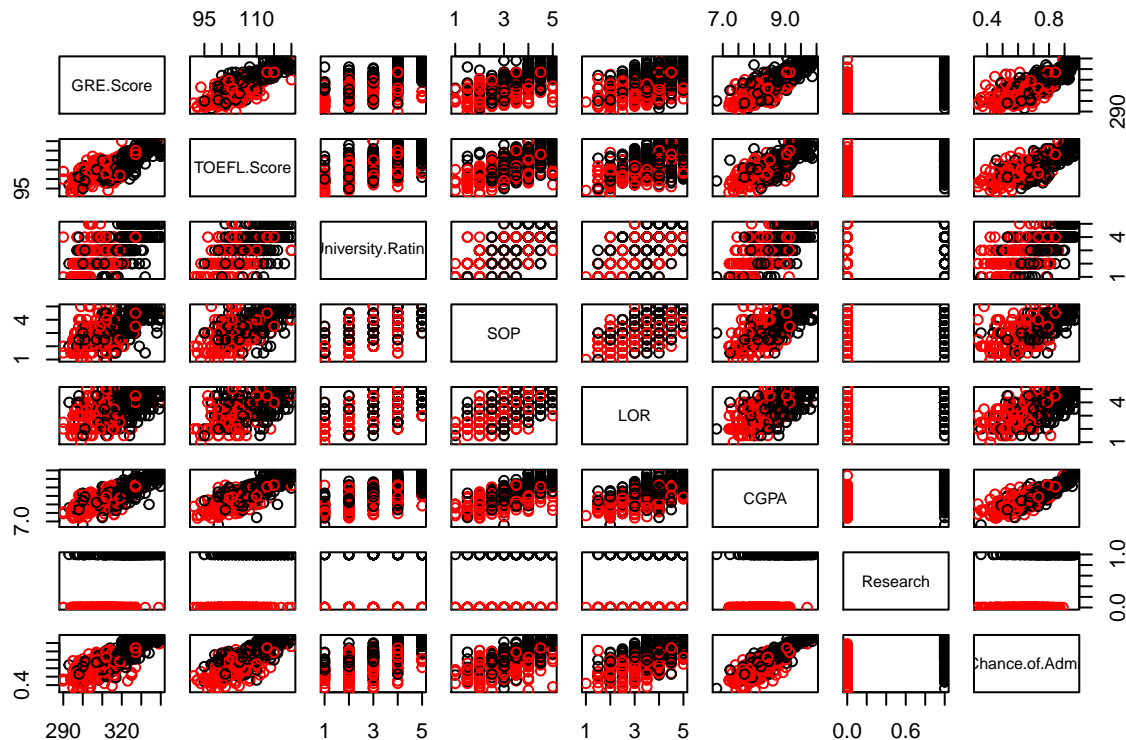 95 110 1 3 5 7.0 9.0 0.4 0.8
GRE.Score 290
95 TOEFL.Score
University.Ratin 1 4
1 4 SOP
LOR 1 4
7.0 CGPA
Research 0.0 1.0
0.4 Chance.of.Admi
290 320 1 3 5 1 3 5 0.0 0.6